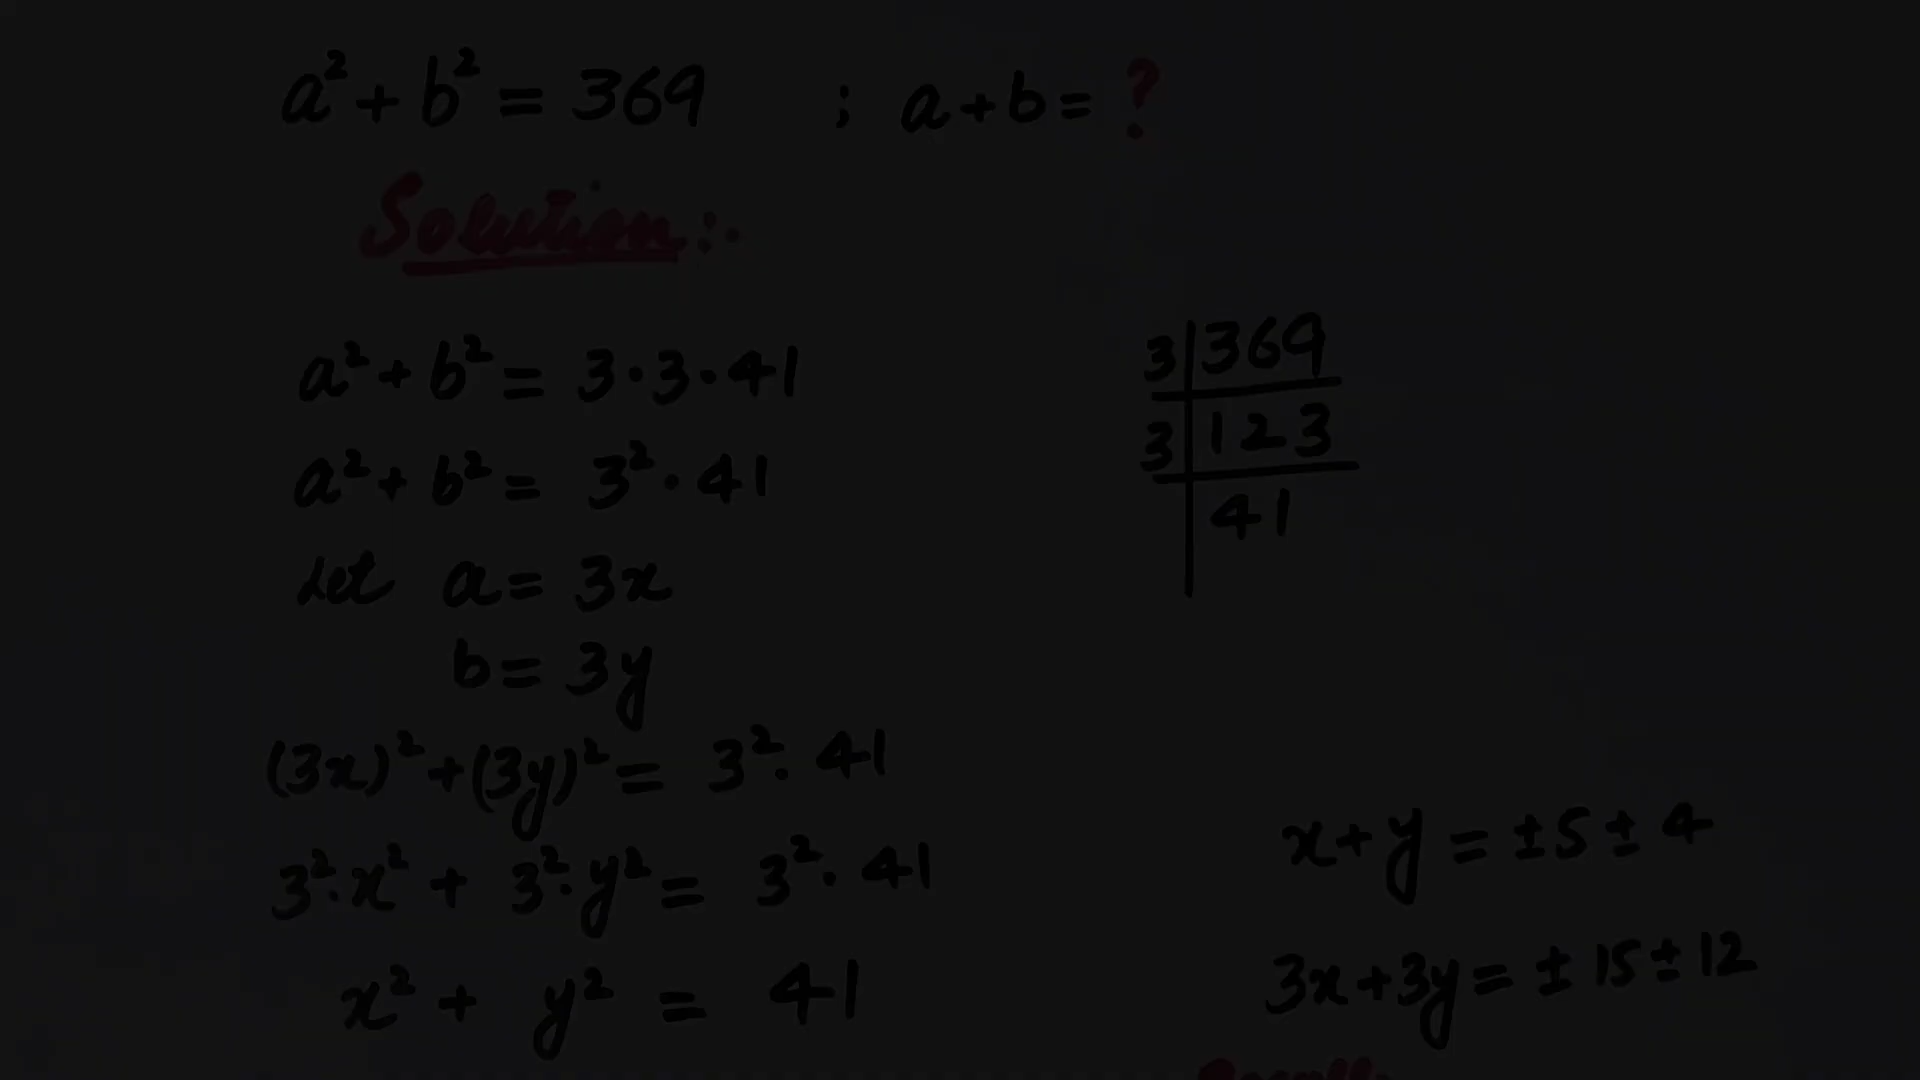 a² + b² = 369 ; a + b = ?
Solution:-
a² + b² = 3·3·41
a² + b² = 3²·41
Let a = 3x
b = 3y
(3x)² + (3y)² = 3²·41
3²·x² + 3²·y² = 3²·41
x² + y² = 41
3 | 369
3 | 123
| 41
x + y = ±5 ± 4
3x + 3y = ±15 ± 12